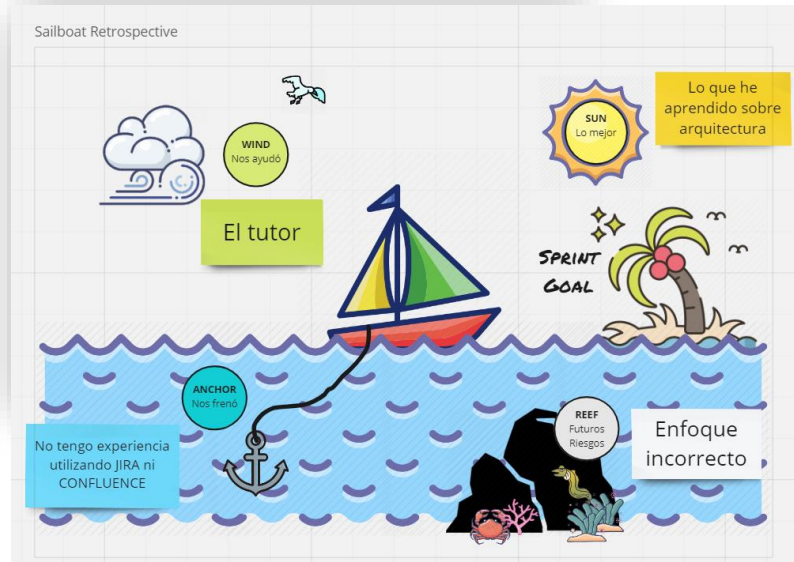 Sailboat Retrospective
WIND
Nos ayudó
El tutor
SUN
Lo mejor
Lo que he
aprendido sobre
arquitectura
SPRINT
GOAL
ANCHOR
Nos frenó
No tengo experiencia
utilizando JIRA ni
CONFLUENCE
REEF
Futuros
Riesgos
Enfoque
incorrecto